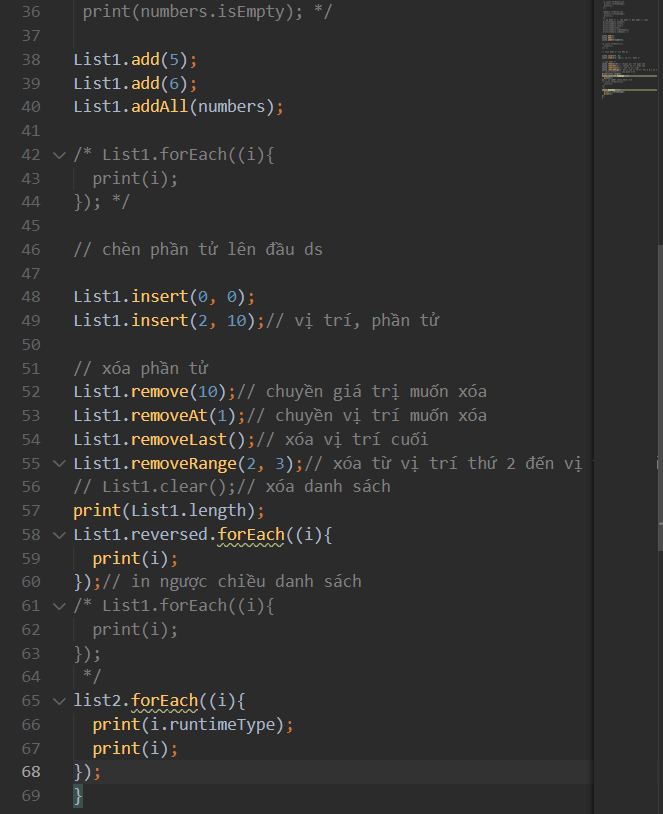 36 print(numbers.isEmpty); */
37
38 List1.add(5);
39 List1.add(6);
40 List1.addAll(numbers);
41
42 /* List1.forEach((i){
43 print(i);
44 }); */
45
46 // chèn phần tử lên đầu ds
47
48 List1.insert(0, 0);
49 List1.insert(2, 10);// vị trí, phần tử
50
51 // xóa phần tử
52 List1.remove(10);// chuyền giá trị muốn xóa
53 List1.removeAt(1);// chuyền vị trí muốn xóa
54 List1.removeLast();// xóa vị trí cuối
55 List1.removeRange(2, 3);// xóa từ vị trí thứ 2 đến vị
56 // List1.clear();// xóa danh sách
57 print(List1.length);
58 List1.reversed.forEach((i){
59 print(i);
60 });// in ngược chiều danh sách
61 /* List1.forEach((i){
62 print(i);
63 });
64 */
65 list2.forEach((i){
66 print(i.runtimeType);
67 print(i);
68 });
69 }